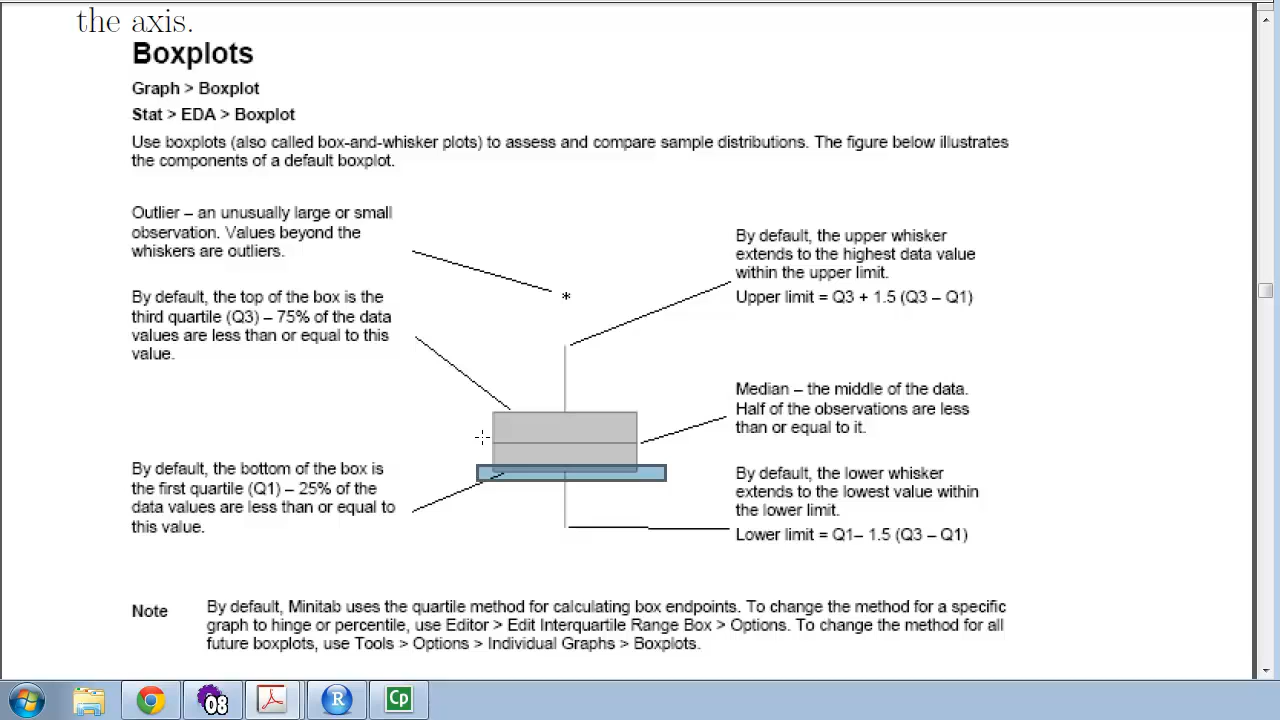 the axis.
Boxplots
Graph > Boxplot
Stat > EDA > Boxplot
Use boxplots (also called box-and-whisker plots) to assess and compare sample distributions. The figure below illustrates
the components of a default boxplot.
Outlier – an unusually large or small
observation. Values beyond the
whiskers are outliers.
By default, the top of the box is the
third quartile (Q3) – 75% of the data
values are less than or equal to this
value.
By default, the bottom of the box is
the first quartile (Q1) – 25% of the
data values are less than or equal to
this value.
*
By default, the upper whisker
extends to the highest data value
within the upper limit.
Upper limit = Q3 + 1.5 (Q3 – Q1)
Median – the middle of the data.
Half of the observations are less
than or equal to it.
By default, the lower whisker
extends to the lowest value within
the lower limit.
Lower limit = Q1– 1.5 (Q3 – Q1)
Note
By default, Minitab uses the quartile method for calculating box endpoints. To change the method for a specific
graph to hinge or percentile, use Editor > Edit Interquartile Range Box > Options. To change the method for all
future boxplots, use Tools > Options > Individual Graphs > Boxplots.
08
R
Cp